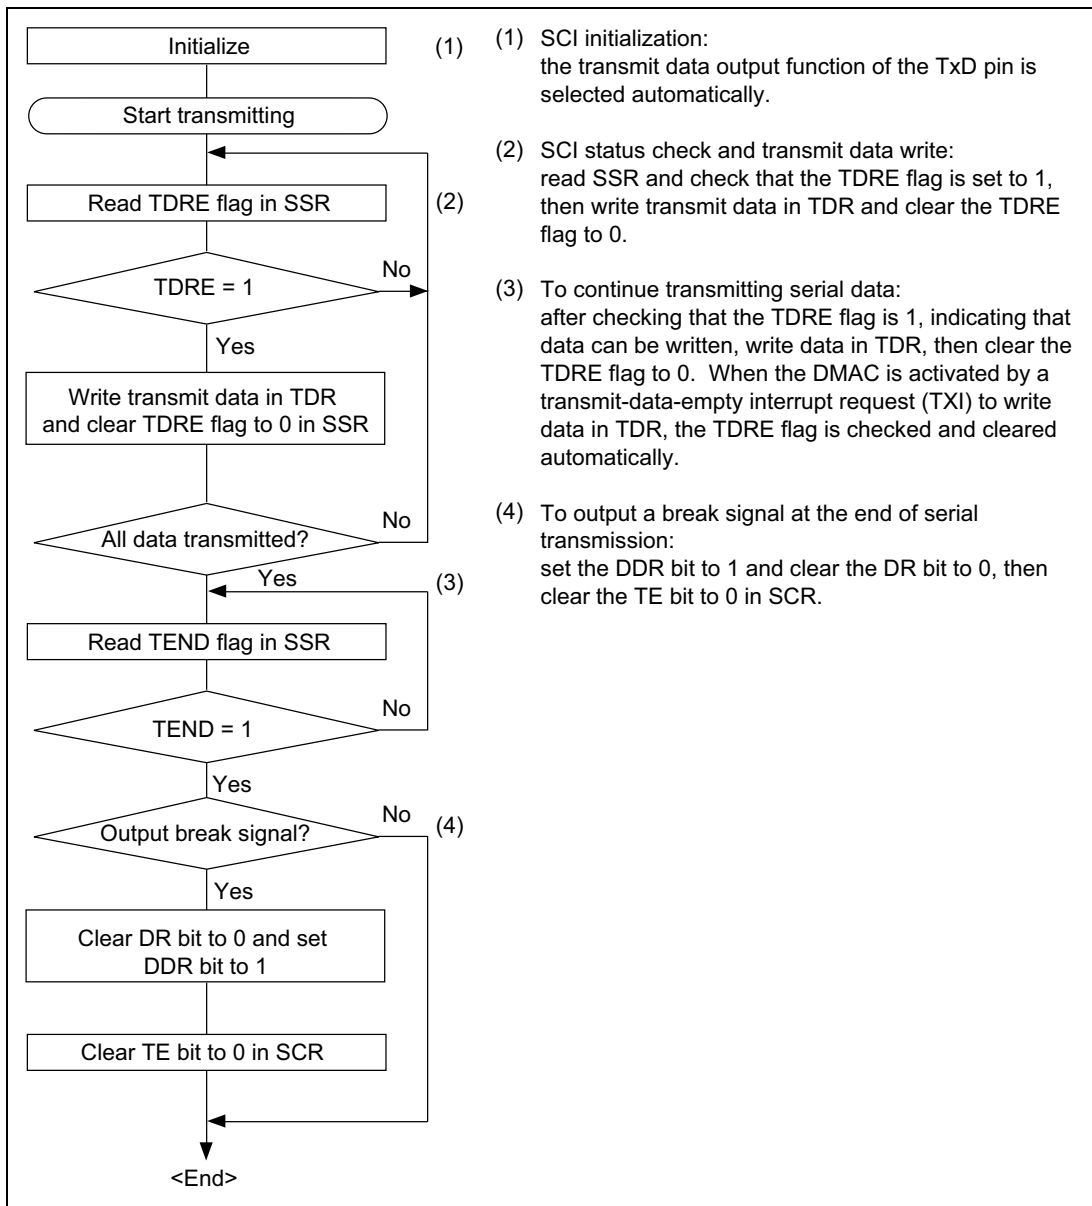 Initialize
(1)
Start transmitting
Read TDRE flag in SSR
(2)
TDRE = 1
No
Yes
Write transmit data in TDR
and clear TDRE flag to 0 in SSR
All data transmitted?
No
Yes
(3)
Read TEND flag in SSR
TEND = 1
No
Yes
Output break signal?
No
(4)
Yes
Clear DR bit to 0 and set
DDR bit to 1
Clear TE bit to 0 in SCR
<End>
(1) SCI initialization:
the transmit data output function of the TxD pin is
selected automatically.
(2) SCI status check and transmit data write:
read SSR and check that the TDRE flag is set to 1,
then write transmit data in TDR and clear the TDRE
flag to 0.
(3) To continue transmitting serial data:
after checking that the TDRE flag is 1, indicating that
data can be written, write data in TDR, then clear the
TDRE flag to 0.  When the DMAC is activated by a
transmit-data-empty interrupt request (TXI) to write
data in TDR, the TDRE flag is checked and cleared
automatically.
(4) To output a break signal at the end of serial
transmission:
set the DDR bit to 1 and clear the DR bit to 0, then
clear the TE bit to 0 in SCR.